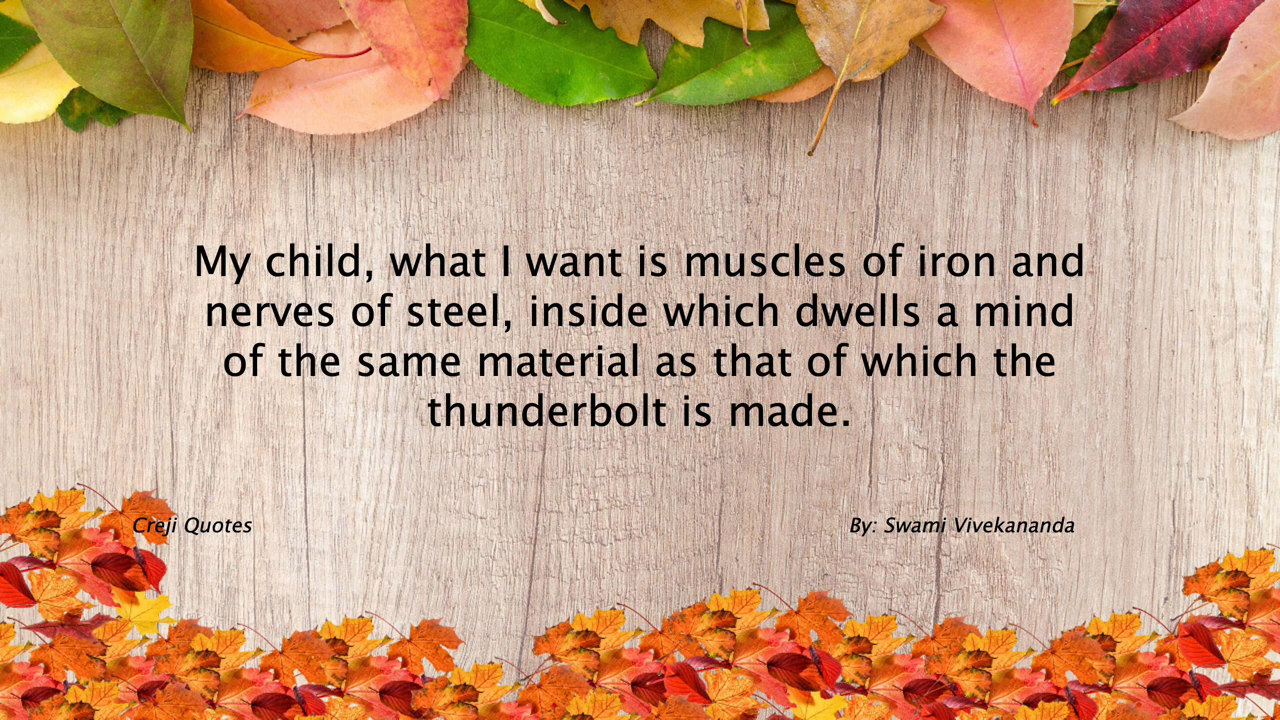 My child, what I want is muscles of iron and
nerves of steel, inside which dwells a mind
of the same material as that of which the
thunderbolt is made.
Creji Quotes
By: Swami Vivekananda